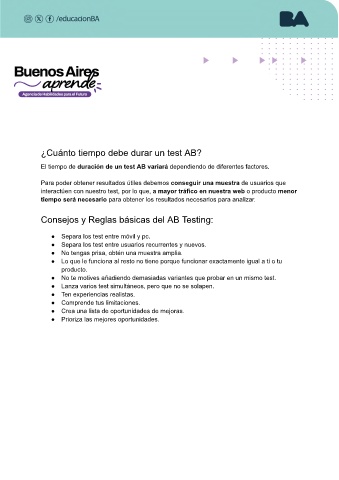 /educacionBA
BA
Buenos Aires
aprende
Agencia de Habilidades para el Futuro
¿Cuánto tiempo debe durar un test AB?
El tiempo de duración de un test AB variará dependiendo de diferentes factores.
Para poder obtener resultados útiles debemos conseguir una muestra de usuarios que
interactúen con nuestro test, por lo que, a mayor tráfico en nuestra web o producto menor
tiempo será necesario para obtener los resultados necesarios para analizar.
Consejos y Reglas básicas del AB Testing:
● Separa los test entre móvil y pc.
● Separa los test entre usuarios recurrentes y nuevos.
● No tengas prisa, obtén una muestra amplia.
● Lo que le funciona al resto no tiene porque funcionar exactamente igual a ti o tu
producto.
● No te motives añadiendo demasiadas variantes que probar en un mismo test.
● Lanza varios test simultáneos, pero que no se solapen.
● Ten experiencias realistas.
● Comprende tus limitaciones.
● Crea una lista de oportunidades de mejoras.
● Prioriza las mejores oportunidades.